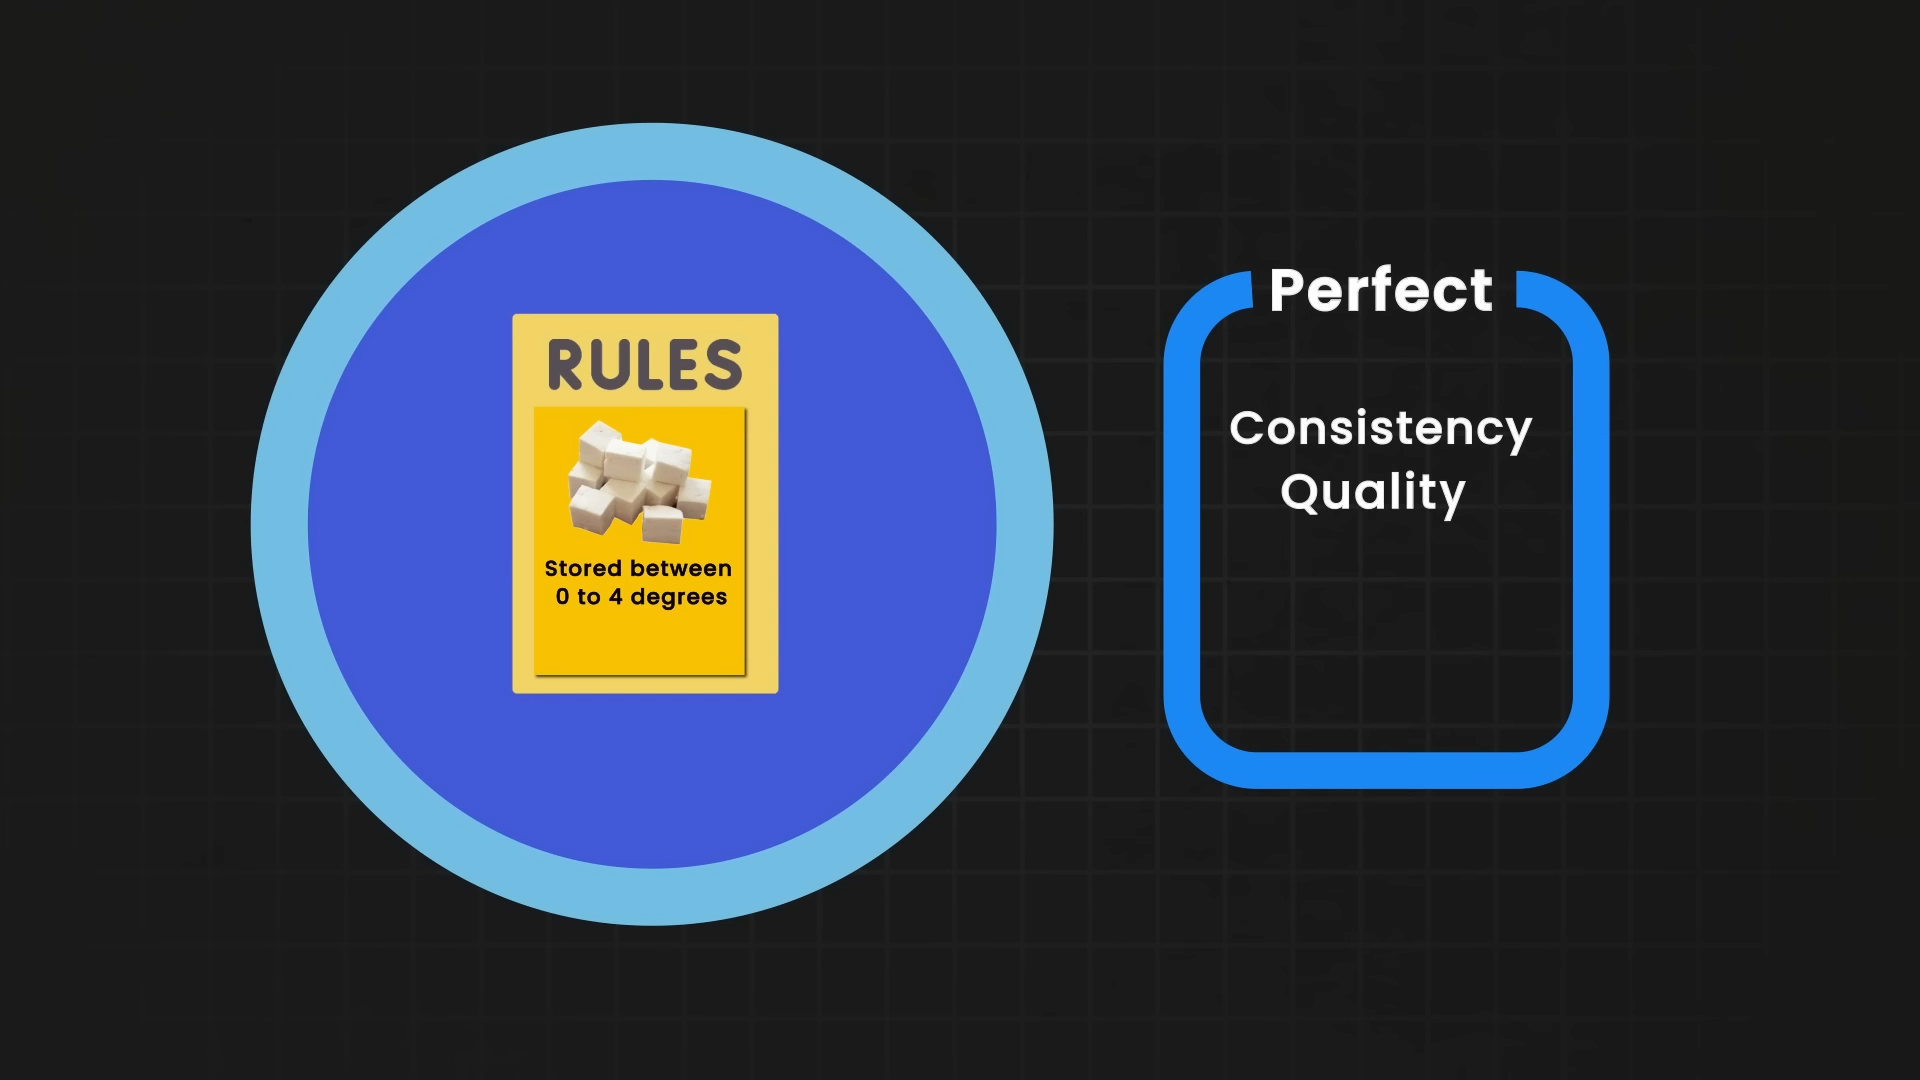 RULES
Stored between
0 to 4 degrees
Perfect
Consistency
Quality